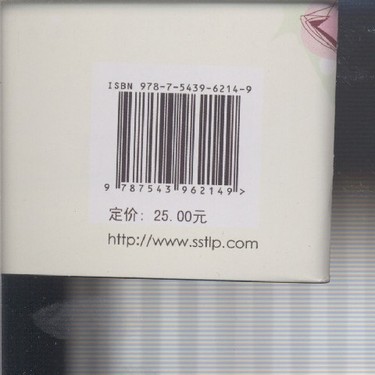 ISBN 978-7-5439-6214-9
9 787543 962149 >
定价: 25.00元
http://www.sstlp.com